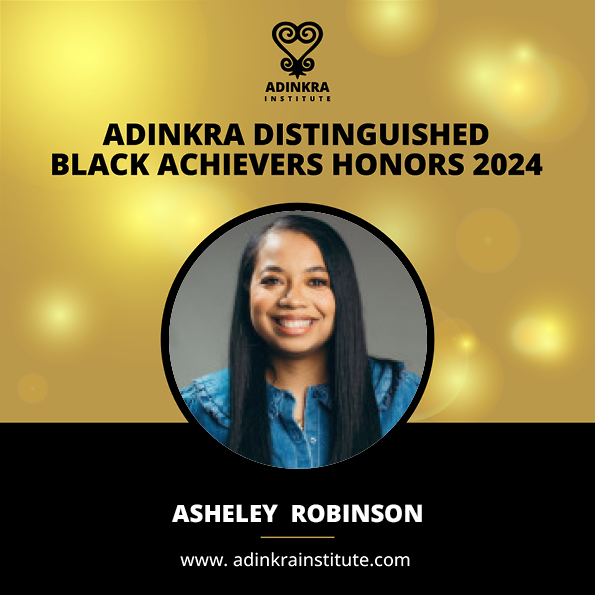 ADINKRA
INSTITUTE
ADINKRA DISTINGUISHED
BLACK ACHIEVERS HONORS 2024
ASHELEY ROBINSON
www. adinkrainstitute.com